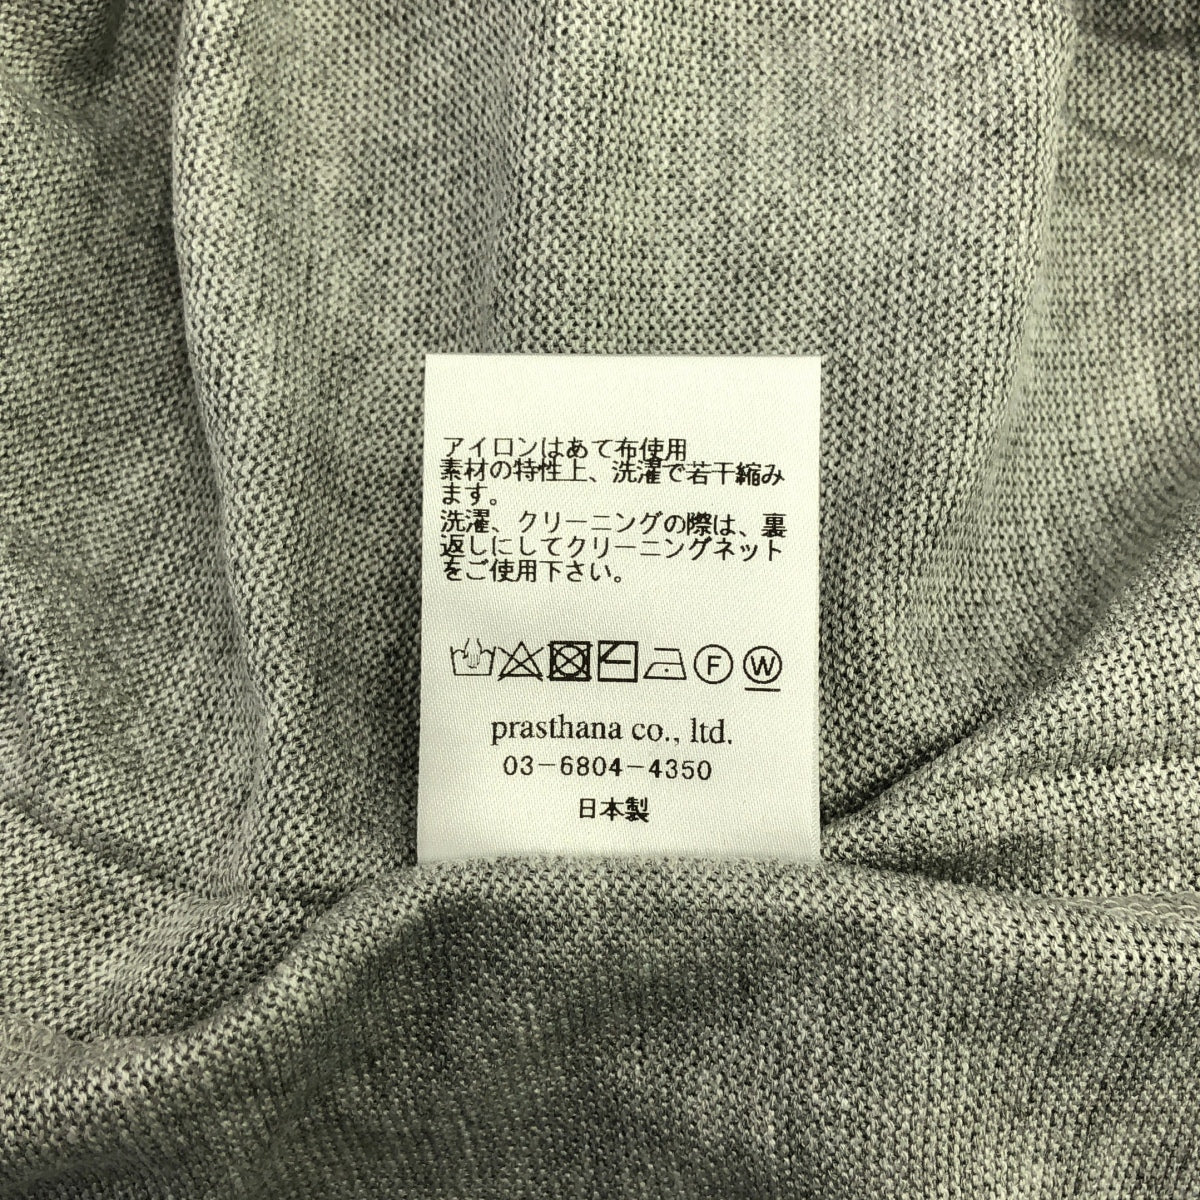 アイロンはあて布使用
素材の特性上、洗濯で若干縮み
ます。
洗濯、クリーニングの際は、裏
返しにしてクリーニングネット
をご使用下さい。
F W
prasthana co., ltd.
03-6804-4350
日本製